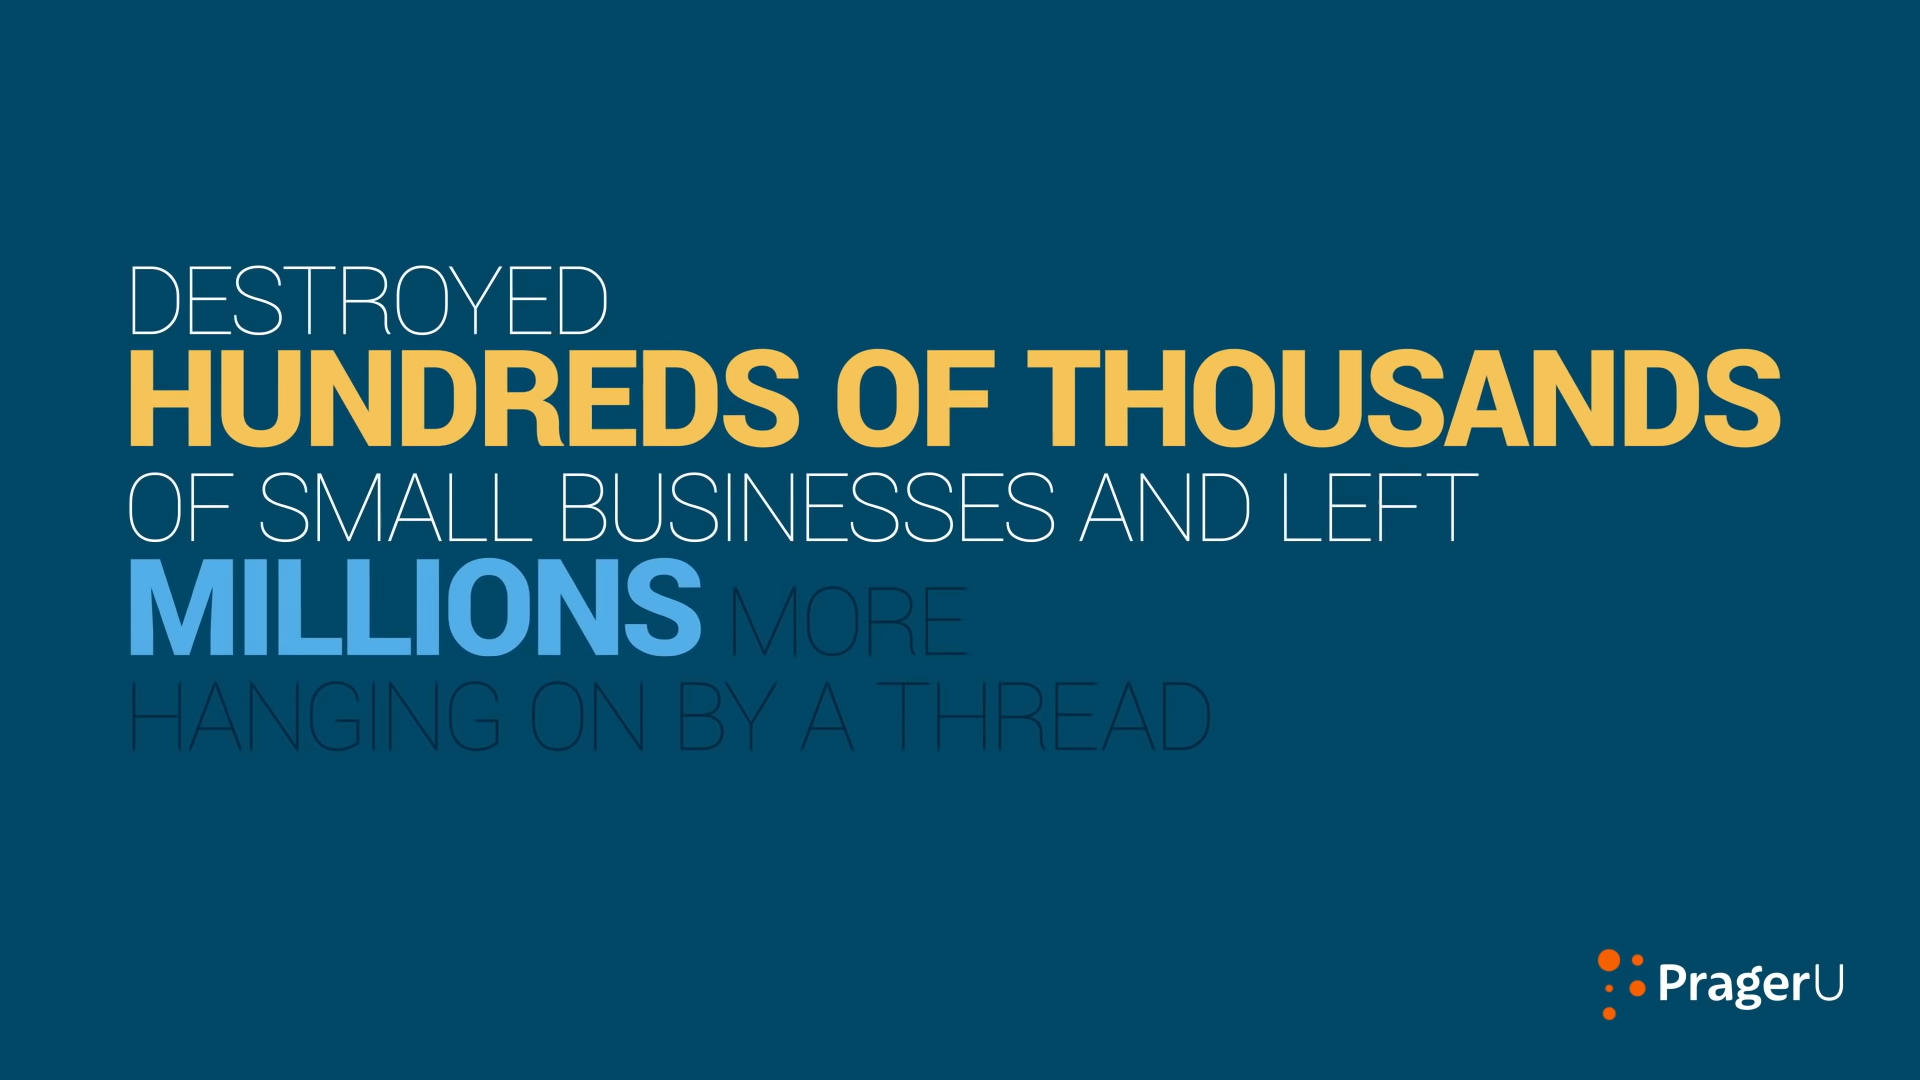 DESTROYED
HUNDREDS OF THOUSANDS
OF SMALL BUSINESSES AND LEFT
MILLIONS MORE
HANGING ON BY A THREAD
PragerU